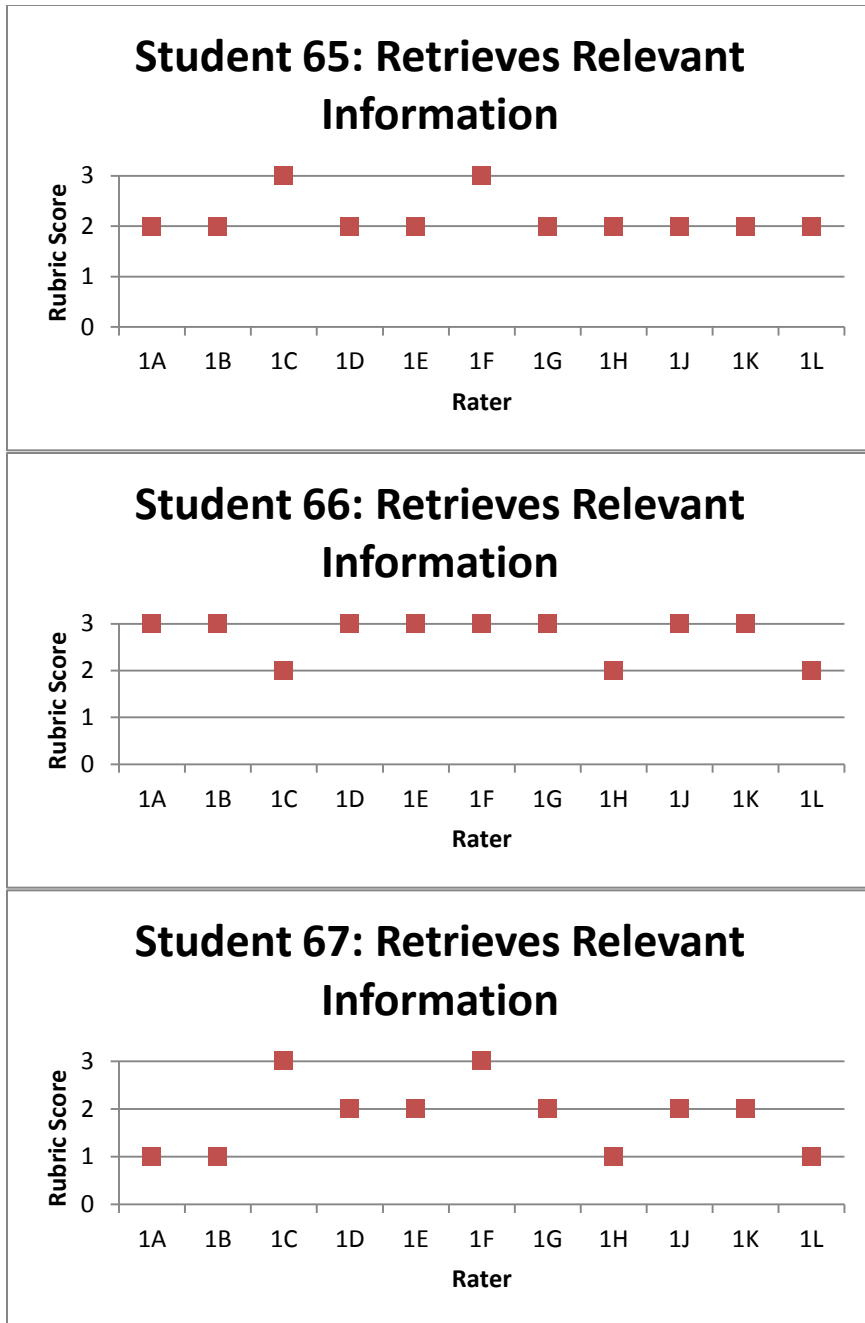 Student 65: Retrieves Relevant
Information
Rubric Score
3
2
1
0
1A 1B 1C 1D 1E 1F 1G 1H 1J 1K 1L
Rater
Student 66: Retrieves Relevant
Information
Rubric Score
3
2
1
0
1A 1B 1C 1D 1E 1F 1G 1H 1J 1K 1L
Rater
Student 67: Retrieves Relevant
Information
Rubric Score
3
2
1
0
1A 1B 1C 1D 1E 1F 1G 1H 1J 1K 1L
Rater